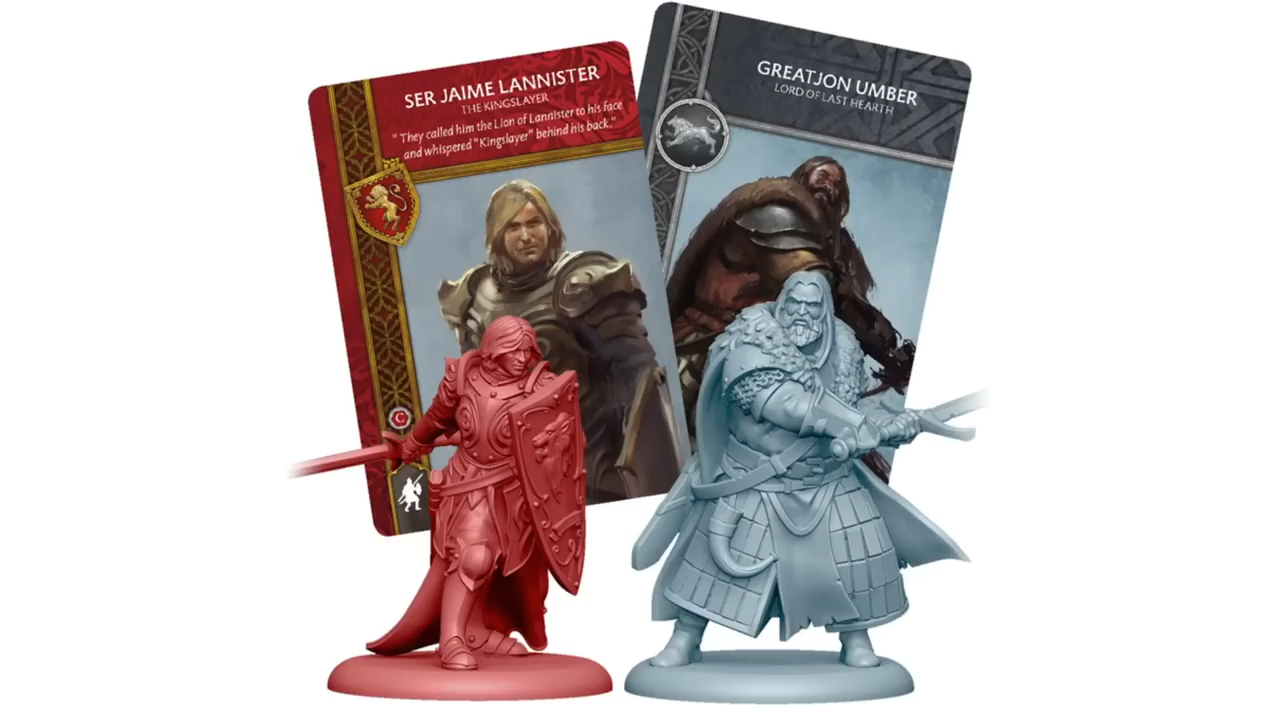 SER JAIME LANNISTER
THE KINGSLAYER
" They called him the Lion of Lannister to his face
and whispered "Kingslayer" behind his back."
C
GREATJON UMBER
LORD OF LAST HEARTH